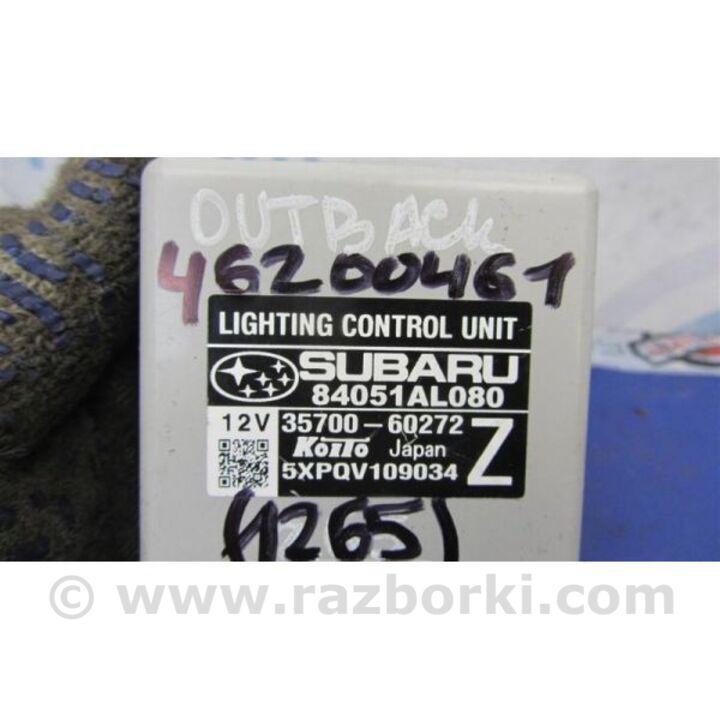 OUTBACK
46200461
LIGHTING CONTROL UNIT
SUBARU
84051AL080
12V 35700-60272 Z
KOITO Japan
5XPQV109034
(1265)
© www.razborki.com